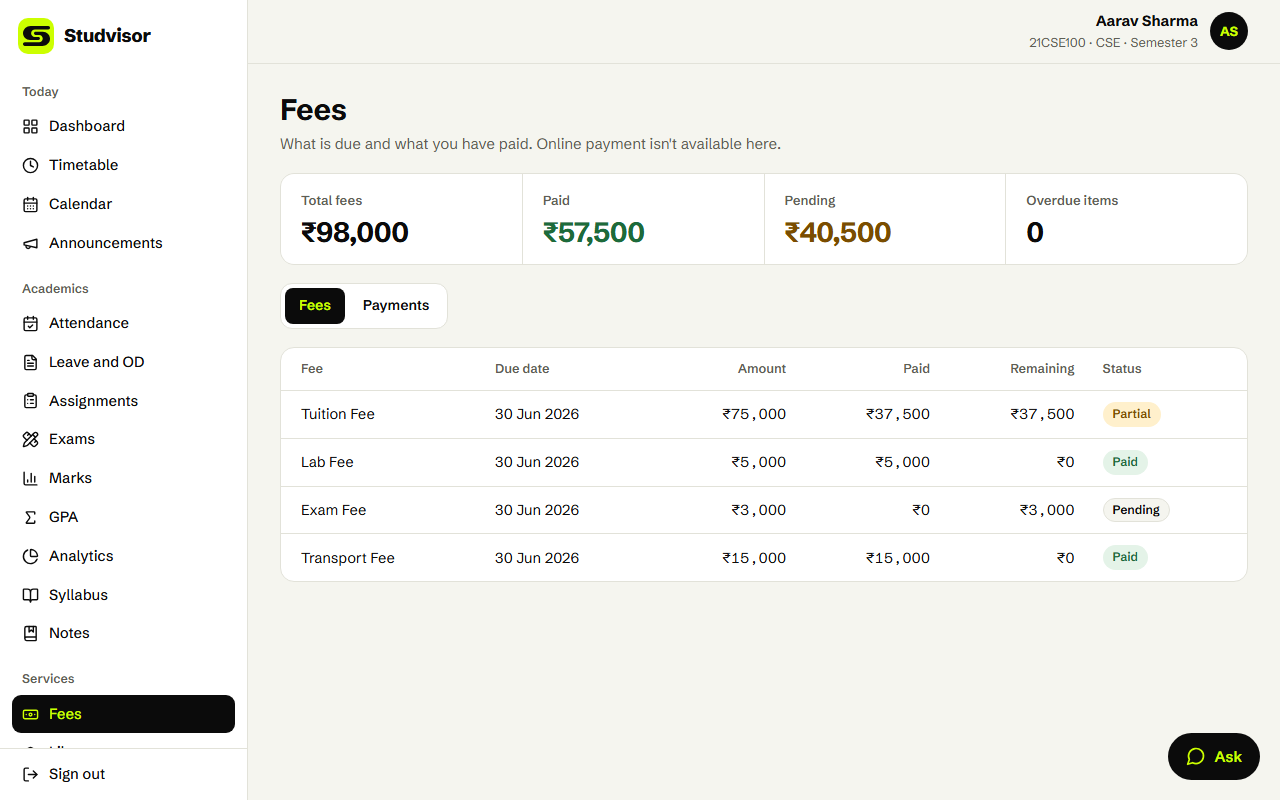 Studvisor
Today
Dashboard
Timetable
Calendar
Announcements
Academics
Attendance
Leave and OD
Assignments
Exams
Marks
GPA
Analytics
Syllabus
Notes
Services
Fees
Sign out
Aarav Sharma
21CSE100 · CSE · Semester 3
AS
Fees
What is due and what you have paid. Online payment isn't available here.
Total fees Paid Pending Overdue items
₹98,000 ₹57,500 ₹40,500 0
Fees Payments
Fee Due date Amount Paid Remaining Status
Tuition Fee 30 Jun 2026 ₹75,000 ₹37,500 ₹37,500 Partial
Lab Fee 30 Jun 2026 ₹5,000 ₹5,000 ₹0 Paid
Exam Fee 30 Jun 2026 ₹3,000 ₹0 ₹3,000 Pending
Transport Fee 30 Jun 2026 ₹15,000 ₹15,000 ₹0 Paid
Ask